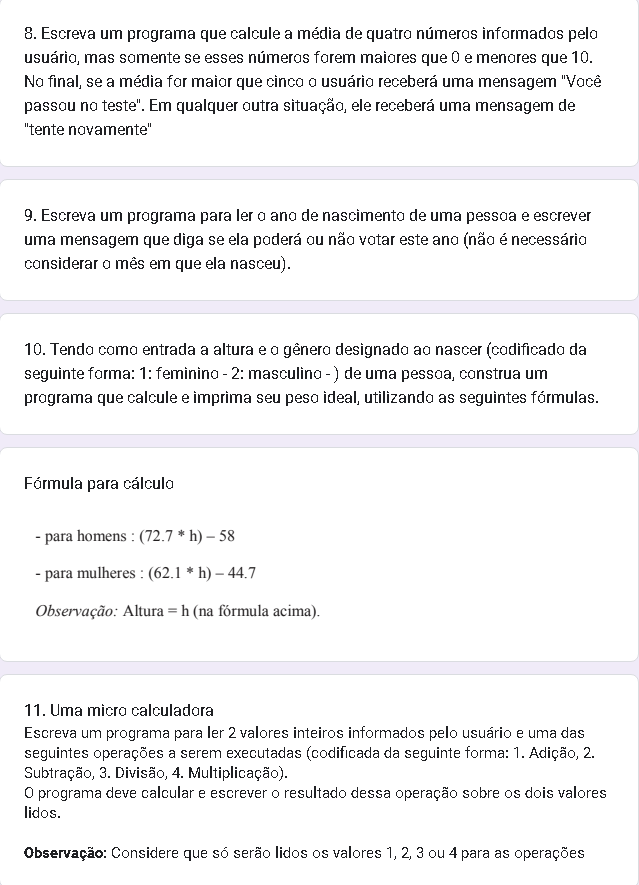 8. Escreva um programa que calcule a média de quatro números informados pelo
usuário, mas somente se esses números forem maiores que 0 e menores que 10.
No final, se a média for maior que cinco o usuário receberá uma mensagem "Você
passou no teste". Em qualquer outra situação, ele receberá uma mensagem de
"tente novamente"
9. Escreva um programa para ler o ano de nascimento de uma pessoa e escrever
uma mensagem que diga se ela poderá ou não votar este ano (não é necessário
considerar o mês em que ela nasceu).
10. Tendo como entrada a altura e o gênero designado ao nascer (codificado da
seguinte forma: 1: feminino - 2: masculino - ) de uma pessoa, construa um
programa que calcule e imprima seu peso ideal, utilizando as seguintes fórmulas.
Fórmula para cálculo
- para homens : (72.7 * h) – 58
- para mulheres : (62.1 * h) – 44.7
Observação: Altura = h (na fórmula acima).
11. Uma micro calculadora
Escreva um programa para ler 2 valores inteiros informados pelo usuário e uma das
seguintes operações a serem executadas (codificada da seguinte forma: 1. Adição, 2.
Subtração, 3. Divisão, 4. Multiplicação).
O programa deve calcular e escrever o resultado dessa operação sobre os dois valores
lidos.
Observação: Considere que só serão lidos os valores 1, 2, 3 ou 4 para as operações